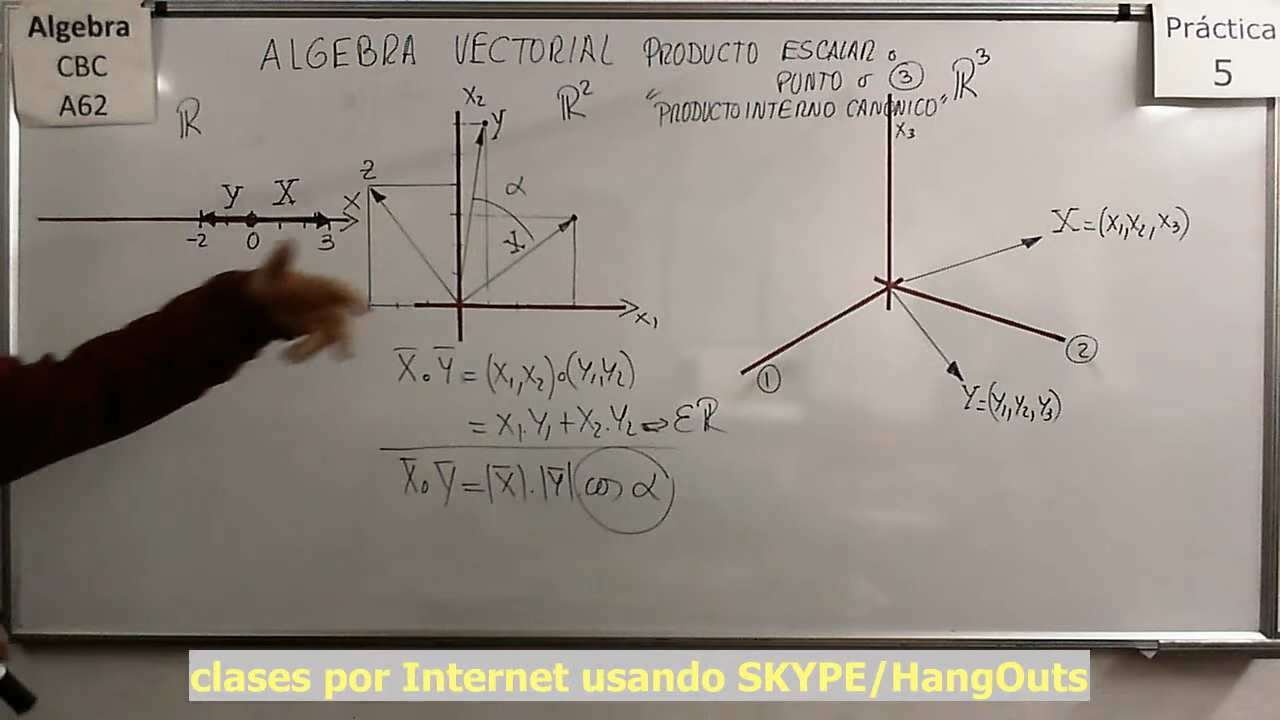 Algebra
CBC
A62
Práctica
5
ALGEBRA VECTORIAL PRODUCTO ESCALAR o
PUNTO o ③
"PRODUCTO INTERNO CANÓNICO"
ℝ
y X
X
-2 0 3
ℝ²
X₂
y
z
α
X₁
X̄∘Ȳ=(X₁,X₂)∘(Y₁,Y₂)
= X₁.Y₁+X₂.Y₂ ⇒ Ɛℝ
X̄∘Ȳ=|X̄|.|Ȳ| cos α
ℝ³
X₃
X=(X₁,X₂,X₃)
②
①
Y=(Y₁,Y₂,Y₃)
clases por Internet usando SKYPE/HangOuts